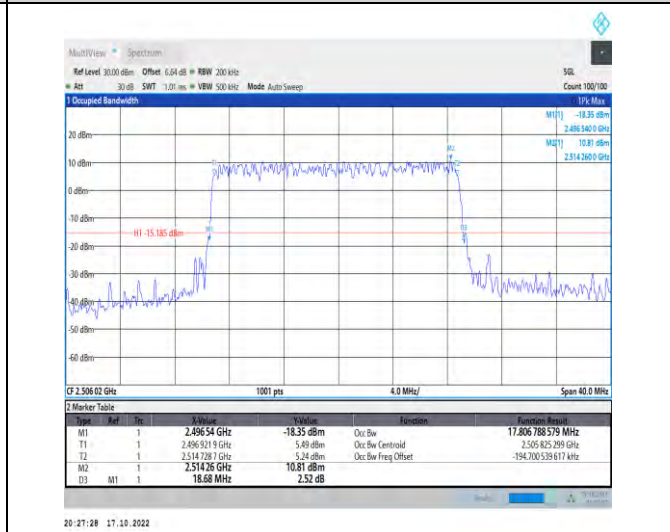 MultiView Spectrum
Ref Level 30.00 dBm Offset 6.64 dB RBW 200 kHz SGL
Att 30 dB SWT 1.01 ms VBW 500 kHz Mode Auto Sweep Count 100/100
1 Occupied Bandwidth 1Pk Max
M1[1] -18.35 dBm
2.496 540 0 GHz
M2[1] 10.81 dBm
2.514 260 0 GHz
20 dBm
M2
10 dBm
T1
T2
0 dBm
-10 dBm
H1 -15.185 dBm
M1
D3
-20 dBm
-30 dBm
-40 dBm
-50 dBm
-60 dBm
CF 2.506 02 GHz 1001 pts 4.0 MHz/ Span 40.0 MHz
2 Marker Table
Type Ref Trc X-Value Y-Value Function Function Result
M1 1 2.496 54 GHz -18.35 dBm Occ Bw 17.806 788 579 MHz
T1 1 2.496 921 9 GHz 5.49 dBm Occ Bw Centroid 2.505 825 299 GHz
T2 1 2.514 728 7 GHz 5.24 dBm Occ Bw Freq Offset -194.700 539 617 kHz
M2 1 2.514 26 GHz 10.81 dBm
D3 M1 1 18.68 MHz 2.52 dB
20:27:28 17.10.2022